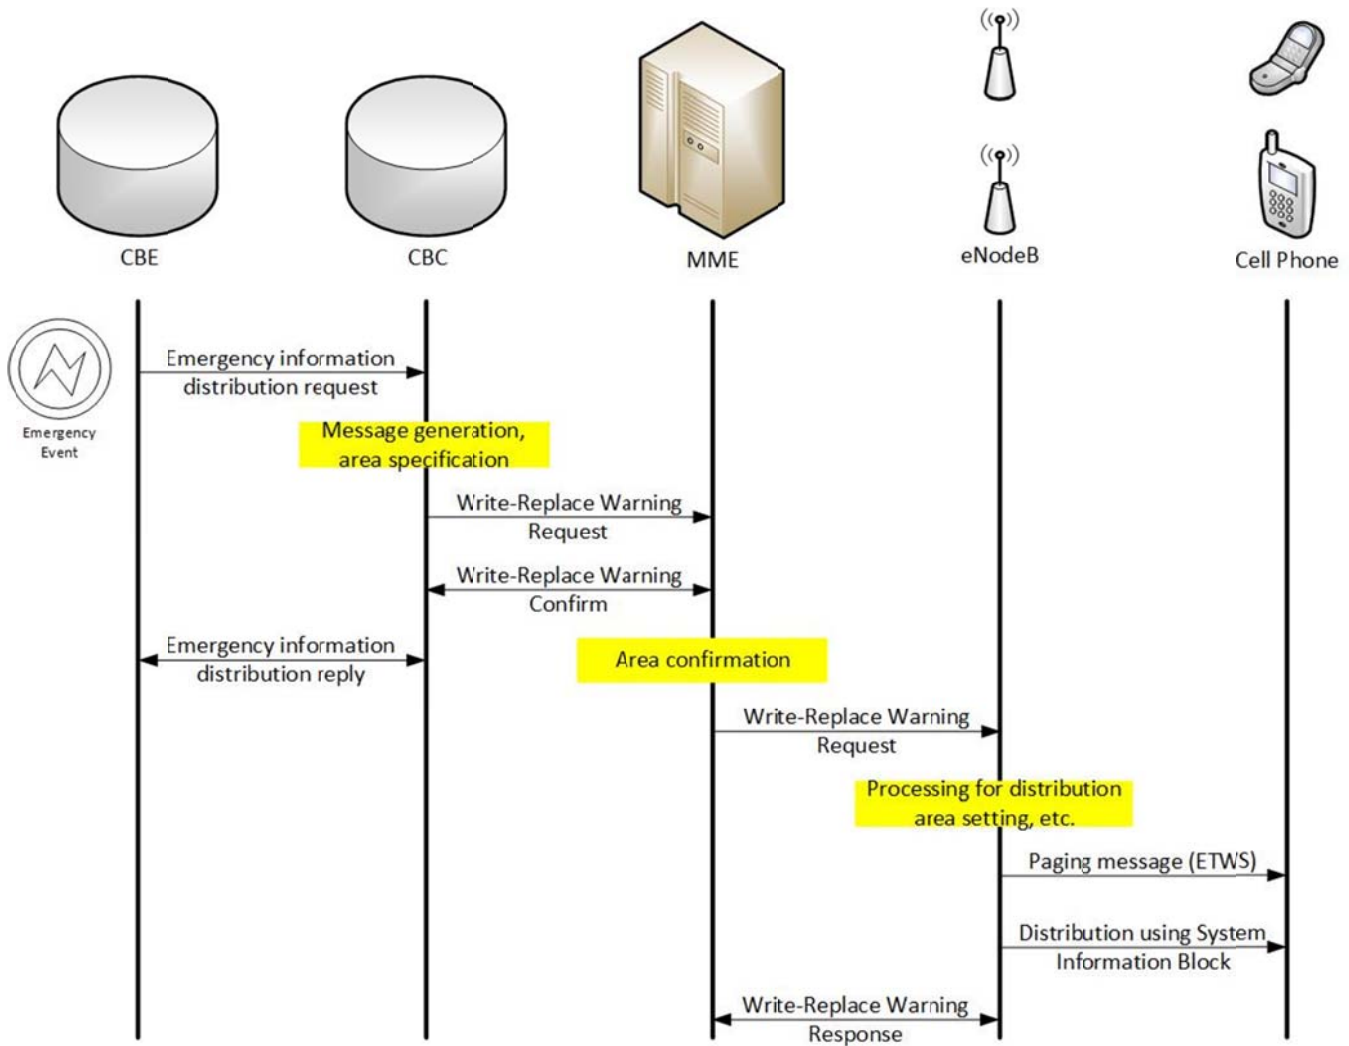 CBE
CBC
MME
eNodeB
Cell Phone
Emergency
Event
Emergency information
distribution request
Message generation,
area specification
Write-Replace Warning
Request
Write-Replace Warning
Confirm
Emergency information
distribution reply
Area confirmation
Write-Replace Warning
Request
Processing for distribution
area setting, etc.
Paging message (ETWS)
Distribution using System
Information Block
Write-Replace Warning
Response